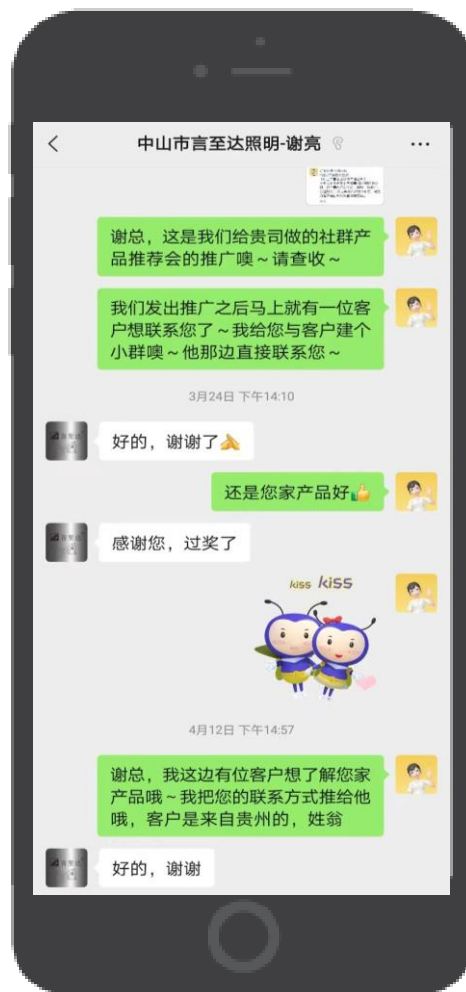 中山市言至达照明-谢亮
谢总，这是我们给贵司做的社群产
品推荐会的推广噢～请查收～
我们发出推广之后马上就有一位客
户想联系您了～我给您与客户建个
小群噢～他那边直接联系您～
3月24日 下午14:10
好的，谢谢了
还是您家产品好
感谢您，过奖了
kiss kiss
4月12日 下午14:57
谢总，我这边有位客户想了解您家
产品哦～我把您的联系方式推给他
哦，客户是来自贵州的，姓翁
好的，谢谢